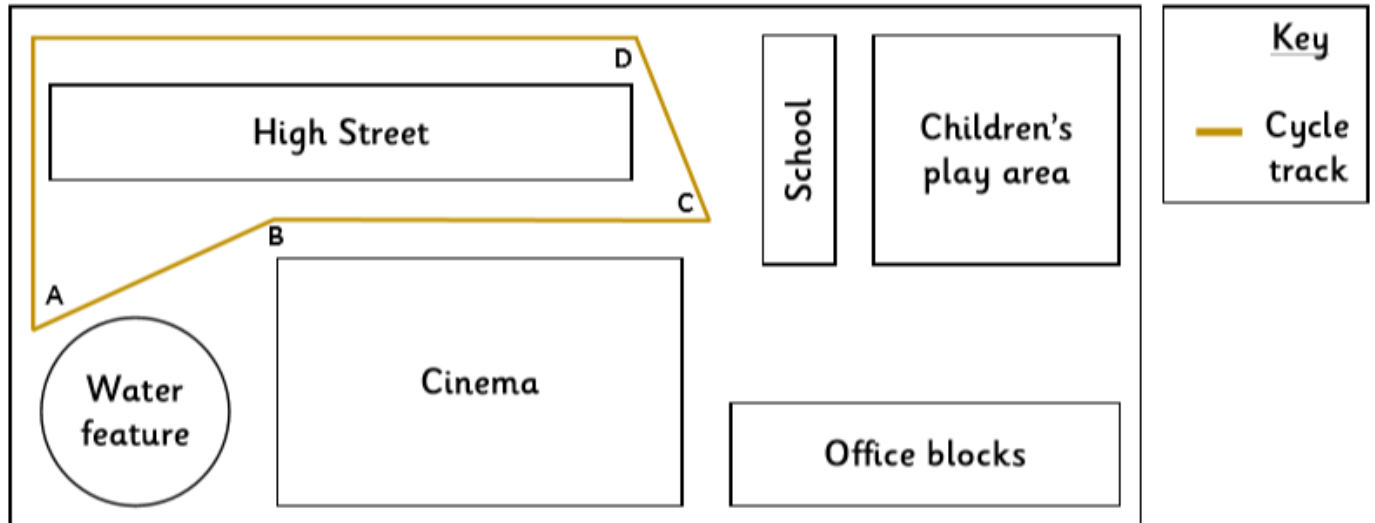 Key
Cycle
track
D
High Street
School
Children's
play area
C
B
A
Water
feature
Cinema
Office blocks